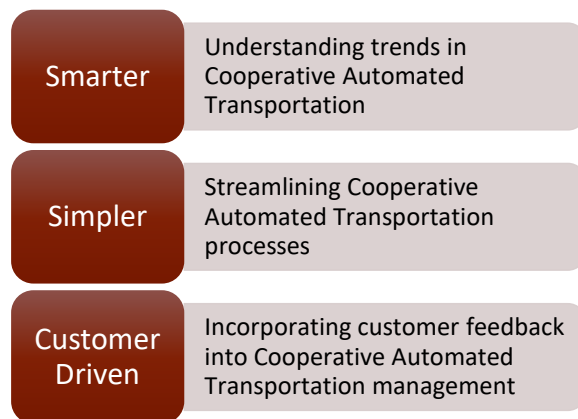 Smarter
Understanding trends in
Cooperative Automated
Transportation
Simpler
Streamlining Cooperative
Automated Transportation
processes
Customer
Driven
Incorporating customer feedback
into Cooperative Automated
Transportation management